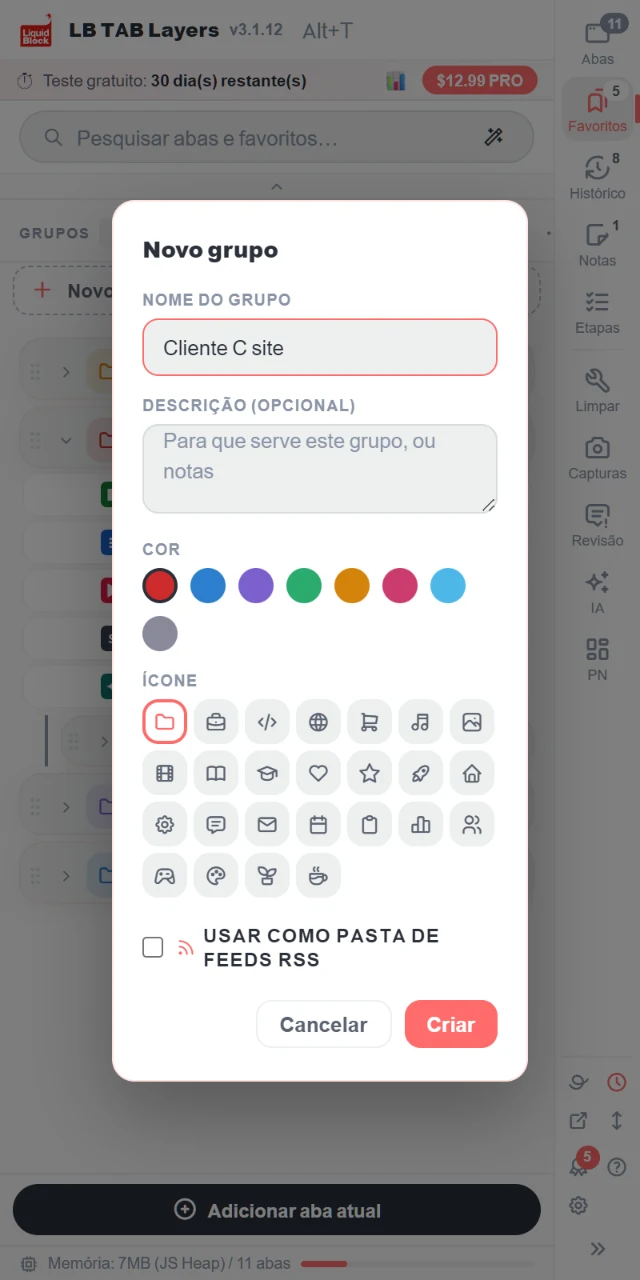 Liquid Block
LB TAB Layers v3.1.12 Alt+T
11
Abas
Teste gratuito: 30 dia(s) restante(s)
$12.99 PRO
5
Favoritos
Pesquisar abas e favoritos…
8
Histórico
GRUPOS
1
Notas
Novo
Etapas
Limpar
Capturas
Revisão
IA
PN
Novo grupo
NOME DO GRUPO
Cliente C site
DESCRIÇÃO (OPCIONAL)
Para que serve este grupo, ou
notas
COR
ÍCONE
USAR COMO PASTA DE
FEEDS RSS
Cancelar
Criar
5
Adicionar aba atual
Memória: 7MB (JS Heap) / 11 abas